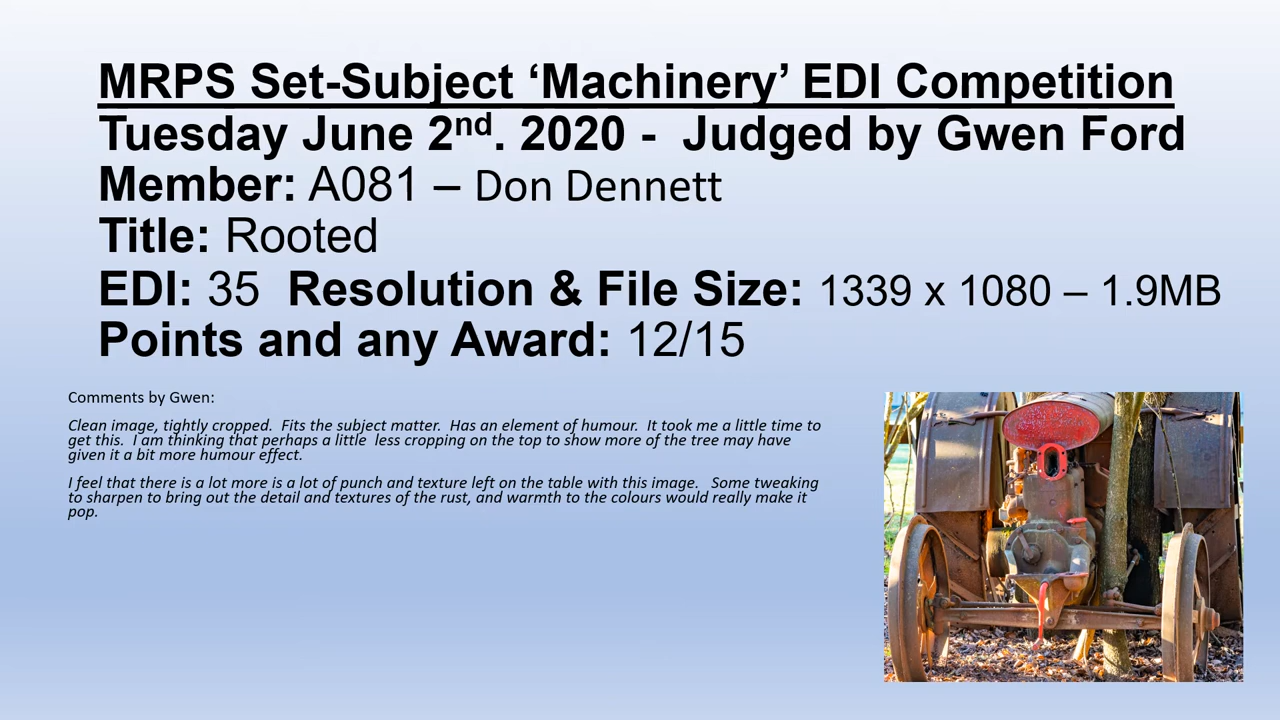 MRPS Set-Subject ‘Machinery’ EDI Competition
Tuesday June 2nd. 2020 - Judged by Gwen Ford
Member: A081 – Don Dennett
Title: Rooted
EDI: 35 Resolution & File Size: 1339 x 1080 – 1.9MB
Points and any Award: 12/15
Comments by Gwen:
Clean image, tightly cropped. Fits the subject matter. Has an element of humour. It took me a little time to
get this. I am thinking that perhaps a little less cropping on the top to show more of the tree may have
given it a bit more humour effect.
I feel that there is a lot more is a lot of punch and texture left on the table with this image. Some tweaking
to sharpen to bring out the detail and textures of the rust, and warmth to the colours would really make it
pop.